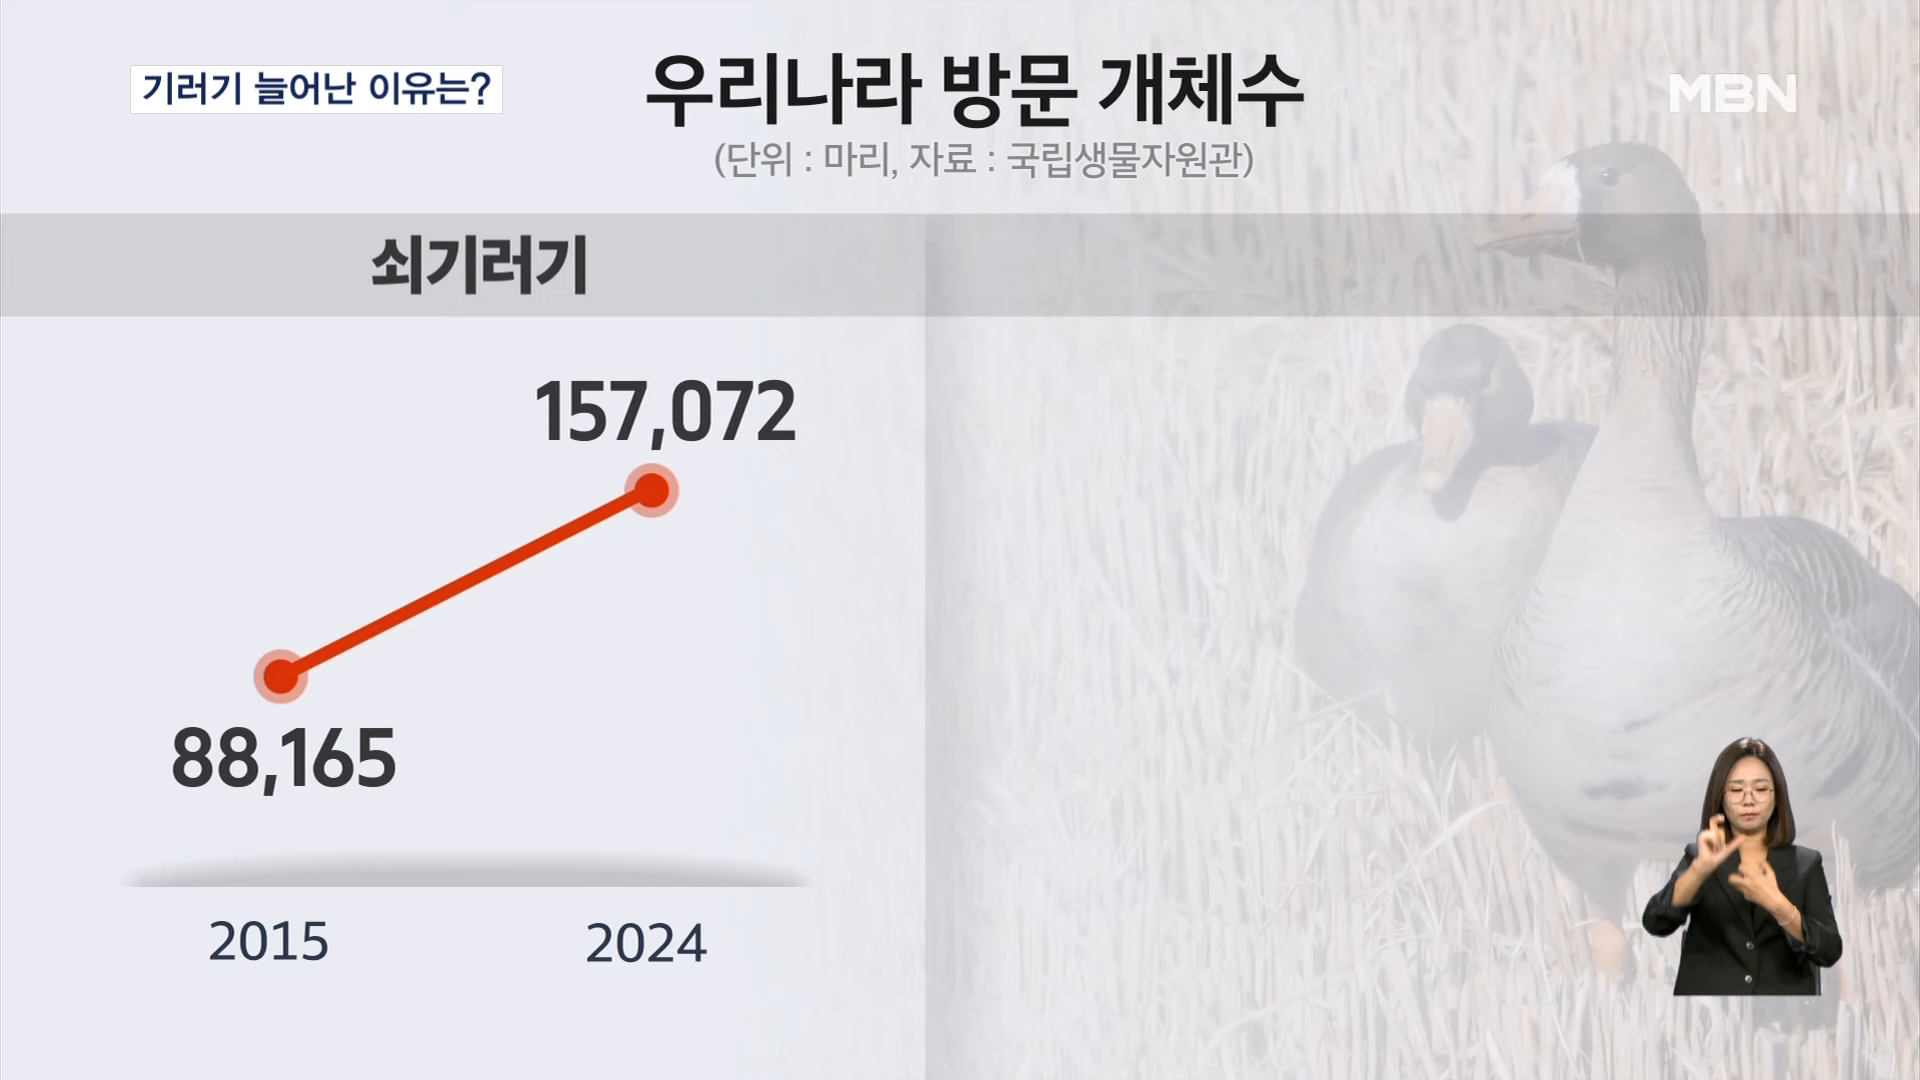 기러기 늘어난 이유는?
우리나라 방문 개체수
MBN
(단위 : 마리, 자료 : 국립생물자원관)
쇠기러기
157,072
88,165
2015
2024